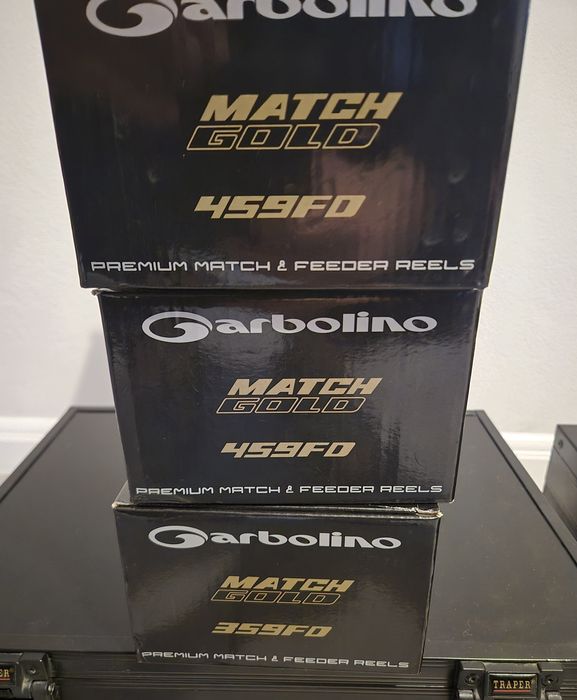 Garbolino
MATCH
GOLD
459FD
PREMIUM MATCH & FEEDER REELS
Garbolino
MATCH
GOLD
459FD
PREMIUM MATCH & FEEDER REELS
Garbolino
MATCH
GOLD
359FD
PREMIUM MATCH & FEEDER REELS
TRAPER